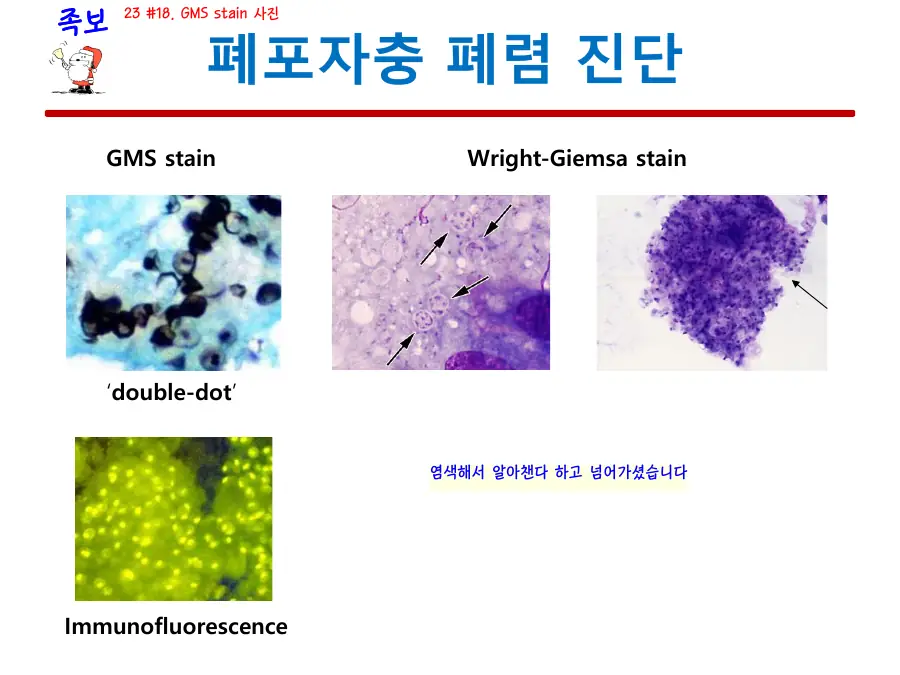 족보
23 #18. GMS stain 사진
폐포자충 폐렴 진단
GMS stain
Wright-Giemsa stain
'double-dot'
염색해서 알아챈다 하고 넘어가셨습니다
Immunofluorescence